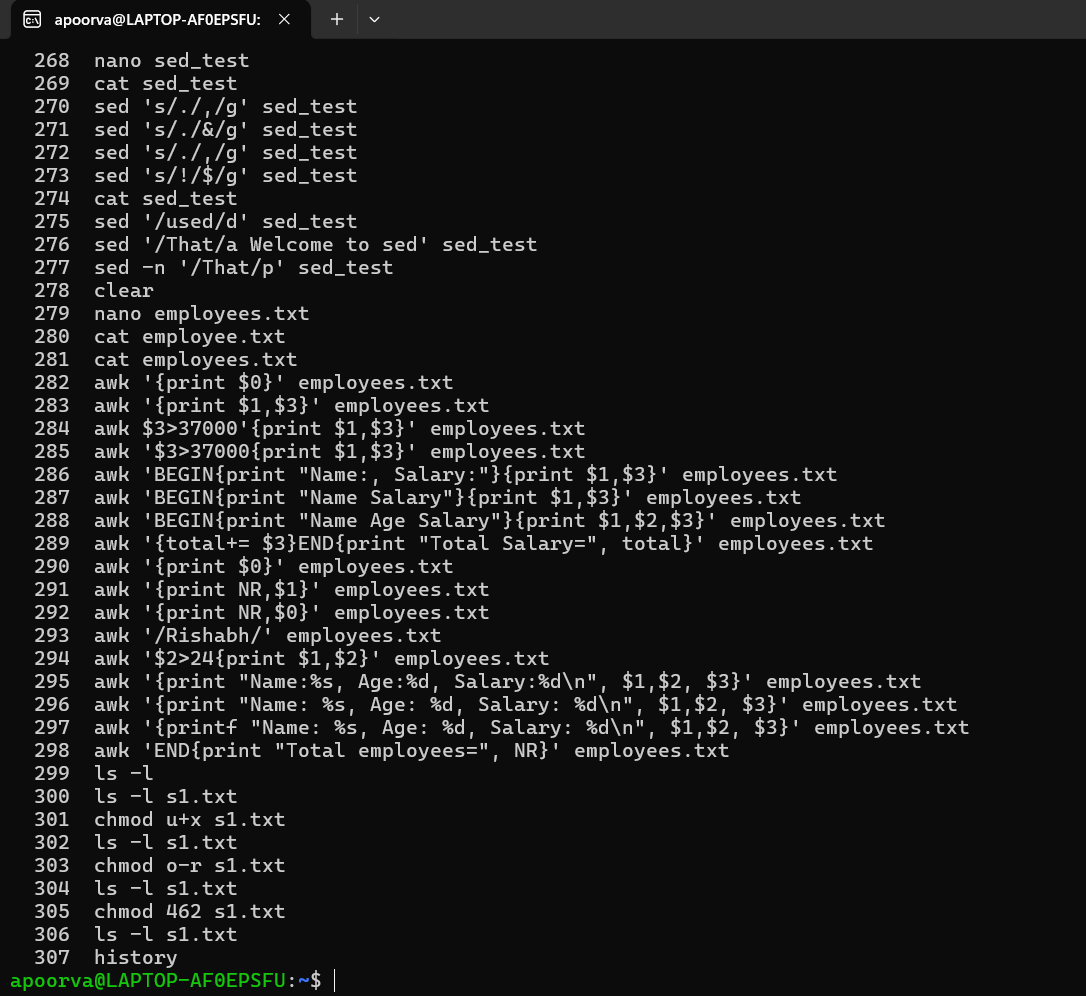 apoorva@LAPTOP-AF0EPSFU:
268 nano sed_test
269 cat sed_test
270 sed 's/./,/g' sed_test
271 sed 's/./&/g' sed_test
272 sed 's/./,/g' sed_test
273 sed 's/!/$/g' sed_test
274 cat sed_test
275 sed '/used/d' sed_test
276 sed '/That/a Welcome to sed' sed_test
277 sed -n '/That/p' sed_test
278 clear
279 nano employees.txt
280 cat employee.txt
281 cat employees.txt
282 awk '{print $0}' employees.txt
283 awk '{print $1,$3}' employees.txt
284 awk $3>37000'{print $1,$3}' employees.txt
285 awk '$3>37000{print $1,$3}' employees.txt
286 awk 'BEGIN{print "Name:, Salary:"}{print $1,$3}' employees.txt
287 awk 'BEGIN{print "Name Salary"}{print $1,$3}' employees.txt
288 awk 'BEGIN{print "Name Age Salary"}{print $1,$2,$3}' employees.txt
289 awk '{total+= $3}END{print "Total Salary=", total}' employees.txt
290 awk '{print $0}' employees.txt
291 awk '{print NR,$1}' employees.txt
292 awk '{print NR,$0}' employees.txt
293 awk '/Rishabh/' employees.txt
294 awk '$2>24{print $1,$2}' employees.txt
295 awk '{print "Name:%s, Age:%d, Salary:%d\n", $1,$2, $3}' employees.txt
296 awk '{print "Name: %s, Age: %d, Salary: %d\n", $1,$2, $3}' employees.txt
297 awk '{printf "Name: %s, Age: %d, Salary: %d\n", $1,$2, $3}' employees.txt
298 awk 'END{print "Total employees=", NR}' employees.txt
299 ls -l
300 ls -l s1.txt
301 chmod u+x s1.txt
302 ls -l s1.txt
303 chmod o-r s1.txt
304 ls -l s1.txt
305 chmod 462 s1.txt
306 ls -l s1.txt
307 history
apoorva@LAPTOP-AF0EPSFU:~$